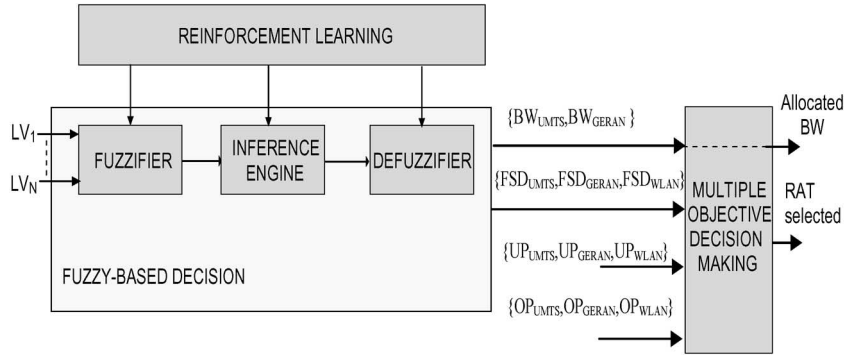 REINFORCEMENT LEARNING
LV1
LVN
FUZZIFIER
INFERENCE
ENGINE
DEFUZZIFIER
FUZZY-BASED DECISION
{BWUMTS,BWGERAN }
{FSDUMTS,FSDGERAN,FSDWLAN}
{UPUMTS,UPGERAN,UPWLAN}
{OPUMTS,OPGERAN,OPWLAN}
MULTIPLE
OBJECTIVE
DECISION
MAKING
Allocated
BW
RAT
selected